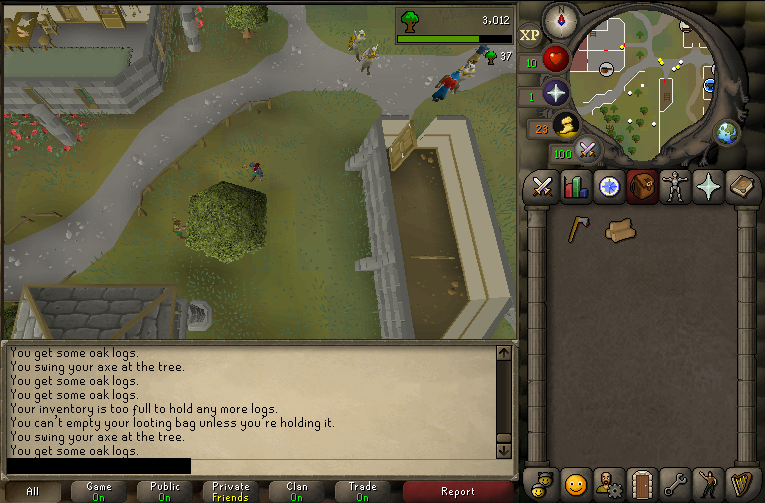 3,012
N
XP
37
10
1
23
100
You get some oak logs.
You swing your axe at the tree.
You get some oak logs.
You get some oak logs.
Your inventory is too full to hold any more logs.
You can't empty your looting bag unless you're holding it.
You swing your axe at the tree.
You get some oak logs.
All
Game
On
Public
On
Private
Friends
Clan
On
Trade
On
Report